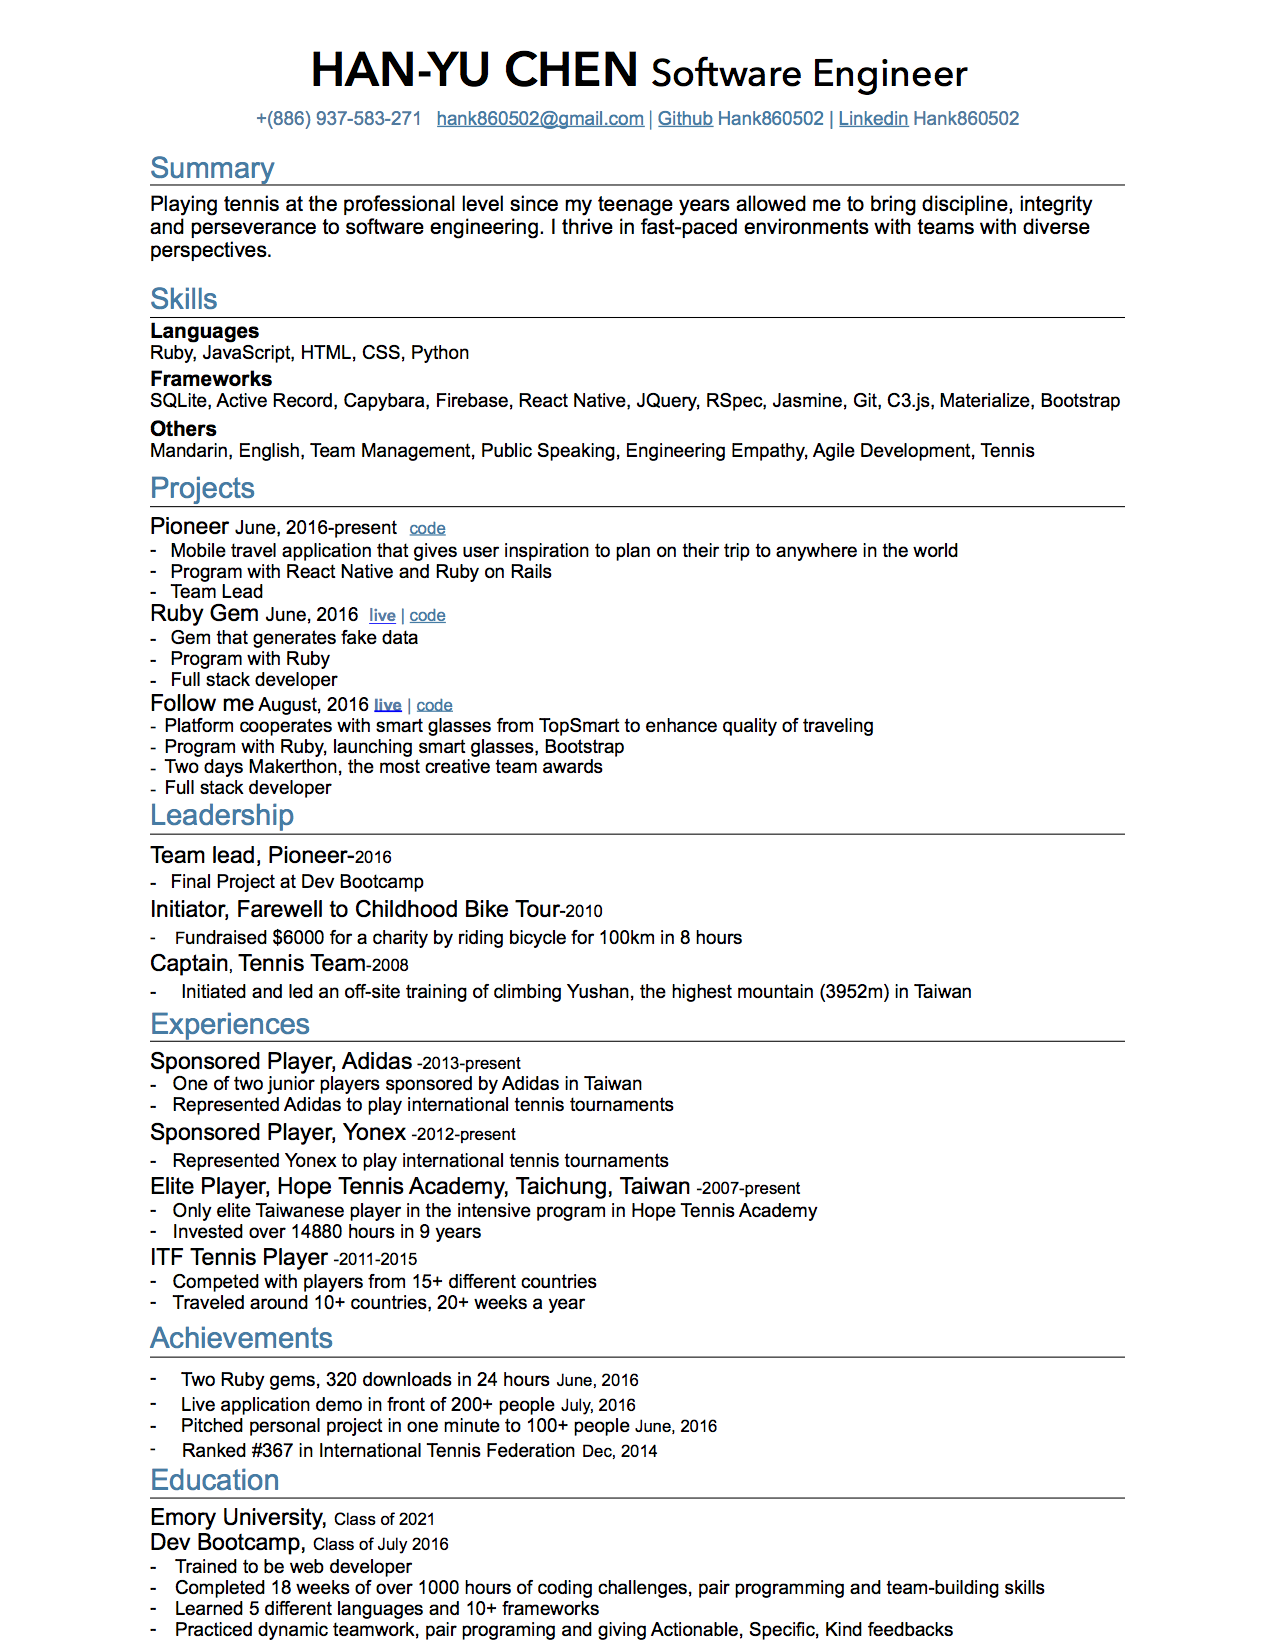 HAN-YU CHEN Software Engineer
+(886) 937-583-271 hank860502@gmail.com | Github Hank860502 | Linkedin Hank860502
Summary
Playing tennis at the professional level since my teenage years allowed me to bring discipline, integrity
and perseverance to software engineering. I thrive in fast-paced environments with teams with diverse
perspectives.
Skills
Languages
Ruby, JavaScript, HTML, CSS, Python
Frameworks
SQLite, Active Record, Capybara, Firebase, React Native, JQuery, RSpec, Jasmine, Git, C3.js, Materialize, Bootstrap
Others
Mandarin, English, Team Management, Public Speaking, Engineering Empathy, Agile Development, Tennis
Projects
Pioneer June, 2016-present code
- Mobile travel application that gives user inspiration to plan on their trip to anywhere in the world
- Program with React Native and Ruby on Rails
- Team Lead
Ruby Gem June, 2016 live | code
- Gem that generates fake data
- Program with Ruby
- Full stack developer
Follow me August, 2016 live | code
- Platform cooperates with smart glasses from TopSmart to enhance quality of traveling
- Program with Ruby, launching smart glasses, Bootstrap
- Two days Makerthon, the most creative team awards
- Full stack developer
Leadership
Team lead, Pioneer-2016
- Final Project at Dev Bootcamp
Initiator, Farewell to Childhood Bike Tour-2010
- Fundraised $6000 for a charity by riding bicycle for 100km in 8 hours
Captain, Tennis Team-2008
- Initiated and led an off-site training of climbing Yushan, the highest mountain (3952m) in Taiwan
Experiences
Sponsored Player, Adidas -2013-present
- One of two junior players sponsored by Adidas in Taiwan
- Represented Adidas to play international tennis tournaments
Sponsored Player, Yonex -2012-present
- Represented Yonex to play international tennis tournaments
Elite Player, Hope Tennis Academy, Taichung, Taiwan -2007-present
- Only elite Taiwanese player in the intensive program in Hope Tennis Academy
- Invested over 14880 hours in 9 years
ITF Tennis Player -2011-2015
- Competed with players from 15+ different countries
- Traveled around 10+ countries, 20+ weeks a year
Achievements
- Two Ruby gems, 320 downloads in 24 hours June, 2016
- Live application demo in front of 200+ people July, 2016
- Pitched personal project in one minute to 100+ people June, 2016
- Ranked #367 in International Tennis Federation Dec, 2014
Education
Emory University, Class of 2021
Dev Bootcamp, Class of July 2016
- Trained to be web developer
- Completed 18 weeks of over 1000 hours of coding challenges, pair programming and team-building skills
- Learned 5 different languages and 10+ frameworks
- Practiced dynamic teamwork, pair programing and giving Actionable, Specific, Kind feedbacks